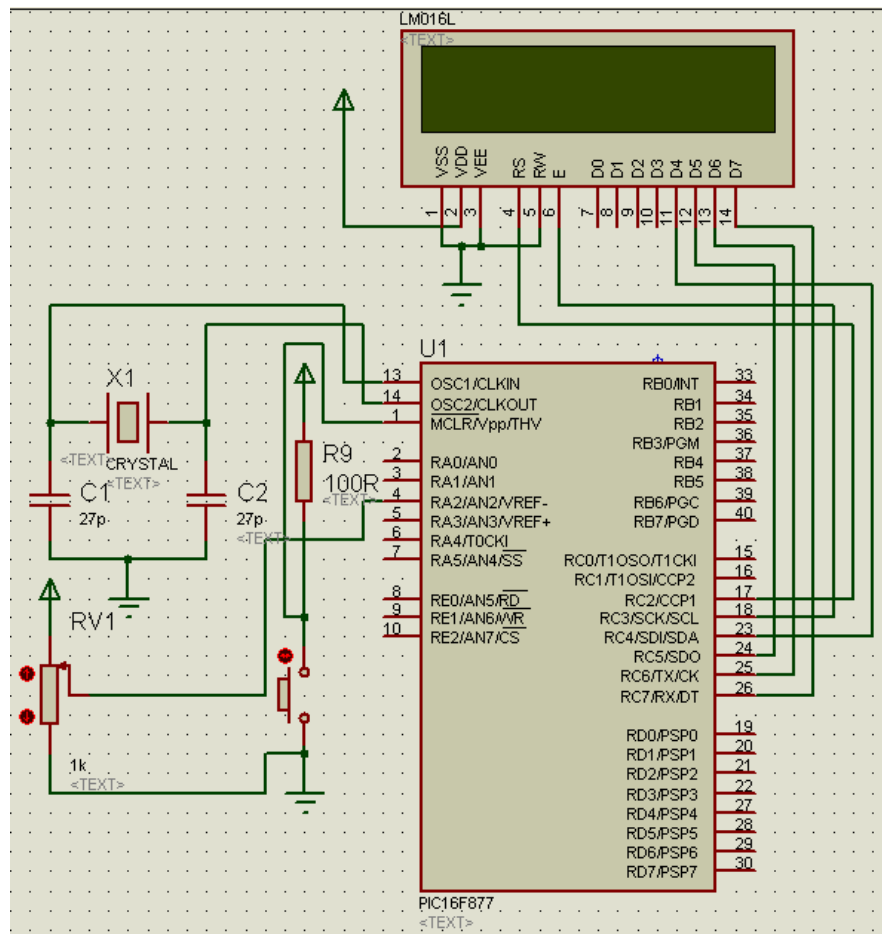 LM016L
<TEXT>
VSS
VDD
VEE
RS
RW
E
D0
D1
D2
D3
D4
D5
D6
D7
1
2
3
4
5
6
7
8
9
10
11
12
13
14
X1
CRYSTAL
<TEXT>
<TEXT>
C1
27p
C2
27p
<TEXT>
R9
100R
<TEXT>
RV1
1k
<TEXT>
U1
13 OSC1/CLKIN
14 OSC2/CLKOUT
1 MCLR/Vpp/THV
2 RA0/AN0
3 RA1/AN1
4 RA2/AN2/VREF-
5 RA3/AN3/VREF+
6 RA4/T0CKI
7 RA5/AN4/SS
8 RE0/AN5/RD
9 RE1/AN6/WR
10 RE2/AN7/CS
RB0/INT 33
RB1 34
RB2 35
RB3/PGM 36
RB4 37
RB5 38
RB6/PGC 39
RB7/PGD 40
RC0/T1OSO/T1CKI 15
RC1/T1OSI/CCP2 16
RC2/CCP1 17
RC3/SCK/SCL 18
RC4/SDI/SDA 23
RC5/SDO 24
RC6/TX/CK 25
RC7/RX/DT 26
RD0/PSP0 19
RD1/PSP1 20
RD2/PSP2 21
RD3/PSP3 22
RD4/PSP4 27
RD5/PSP5 28
RD6/PSP6 29
RD7/PSP7 30
PIC16F877
<TEXT>